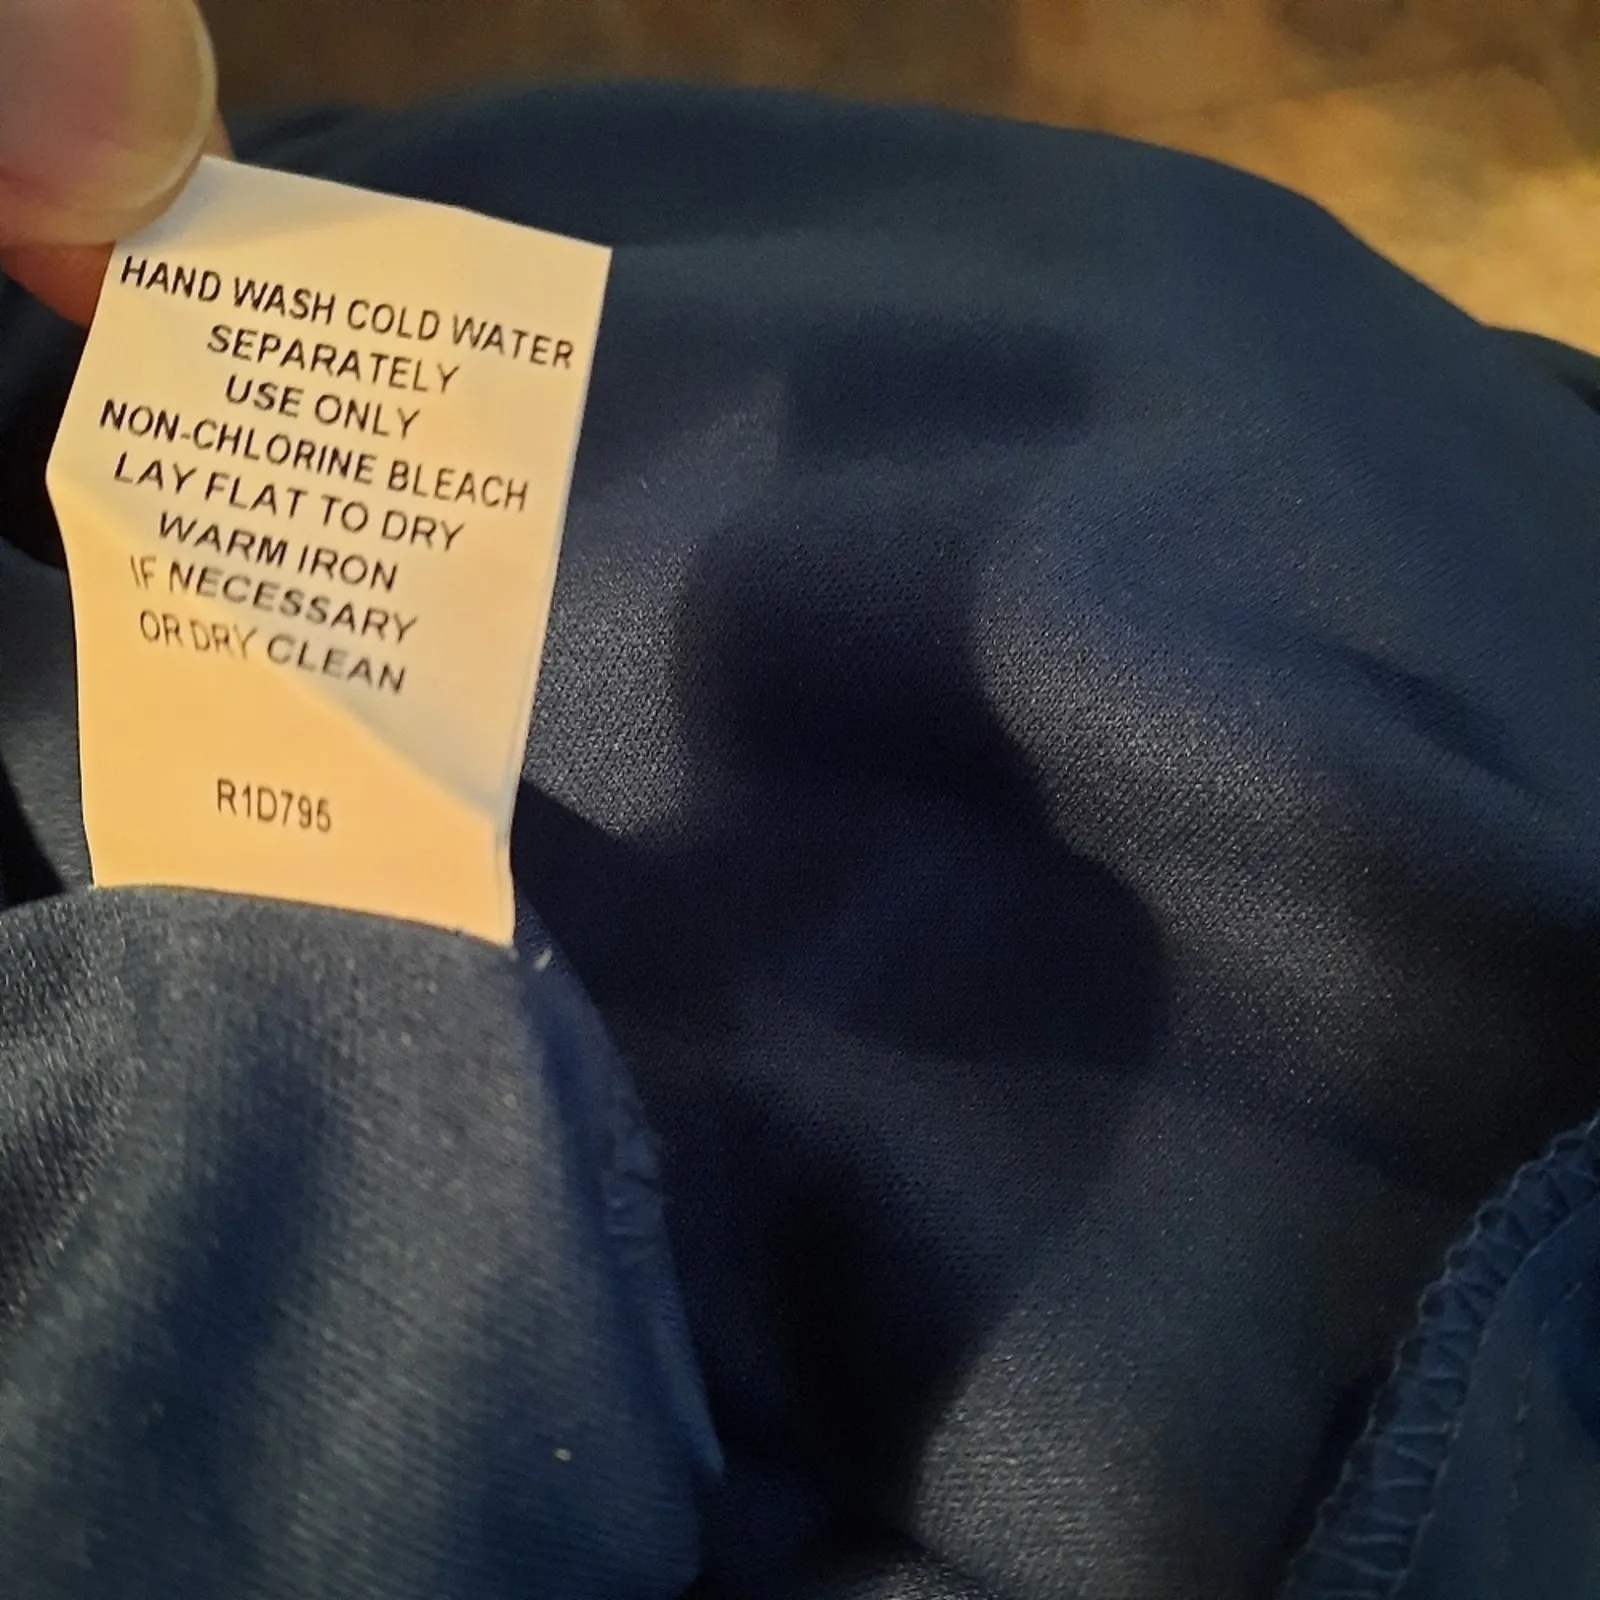 HAND WASH COLD WATER
SEPARATELY
USE ONLY
NON-CHLORINE BLEACH
LAY FLAT TO DRY
WARM IRON
IF NECESSARY
OR DRY CLEAN
R1D795